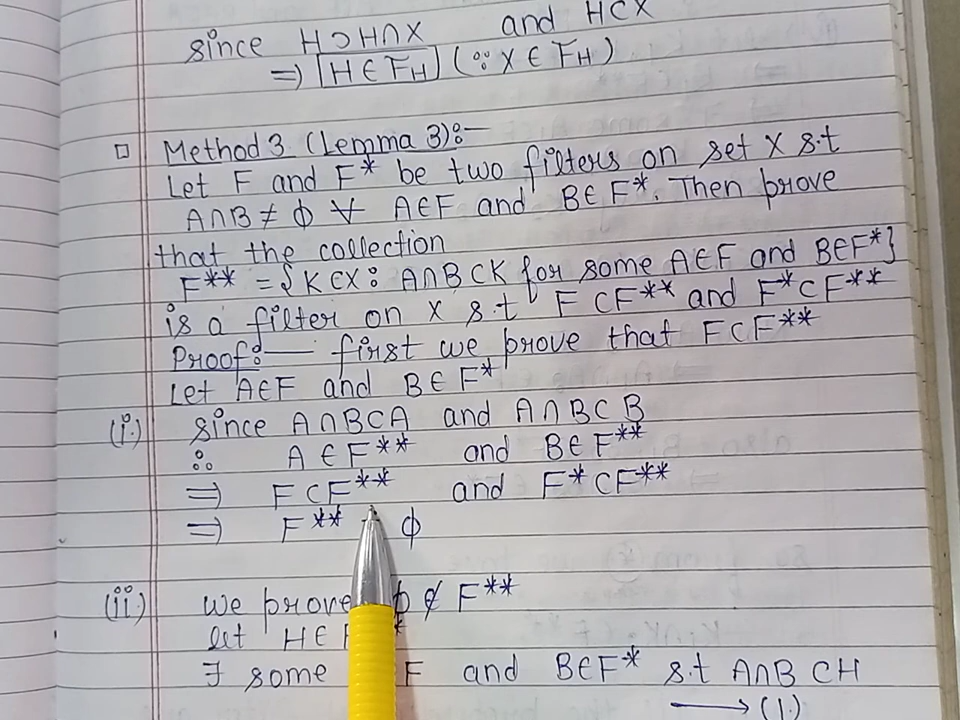 since H⊃H∩X and H⊂X
=> H∈F_H (∵ X∈F_H)
□ Method 3 (Lemma 3):-
Let F and F* be two filters on set X s.t
A∩B ≠ φ ∀ A∈F and B∈F*. Then prove
that the collection
F** = {K∈X: A∩B⊂K for some A∈F and B∈F*}
is a filter on X s.t F⊂F** and F*⊂F**
Proof:— first we prove that F⊂F**
Let A∈F and B∈F*
(i.) since A∩B⊂A and A∩B⊂B
∴ A∈F** and B∈F**
=> F⊂F** and F*⊂F**
=> F** φ
(ii.) we prove φ∉F**
let H∈
∃ some F and B∈F* s.t A∩B⊂H
⟶ (1.)